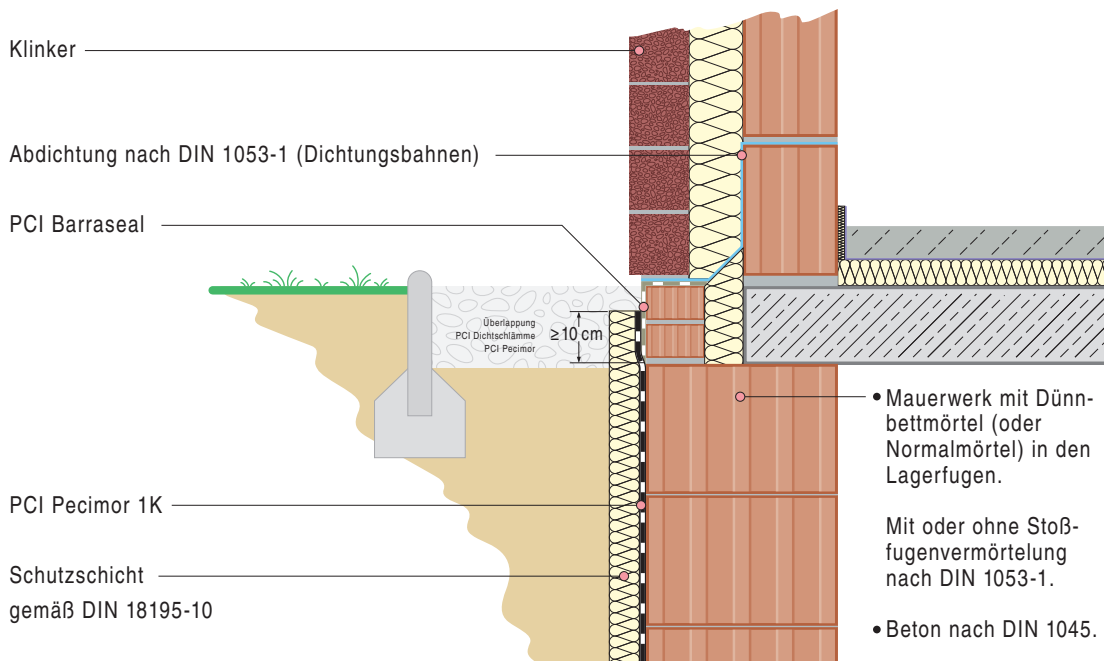 Klinker
Abdichtung nach DIN 1053-1 (Dichtungsbahnen)
PCI Barraseal
Überlappung
PCI Dichtschlämme
PCI Pecimor
≥10 cm
PCI Pecimor 1K
Schutzschicht
gemäß DIN 18195-10
• Mauerwerk mit Dünn-
bettmörtel (oder
Normalmörtel) in den
Lagerfugen.
Mit oder ohne Stoß-
fugenvermörtelung
nach DIN 1053-1.
• Beton nach DIN 1045.